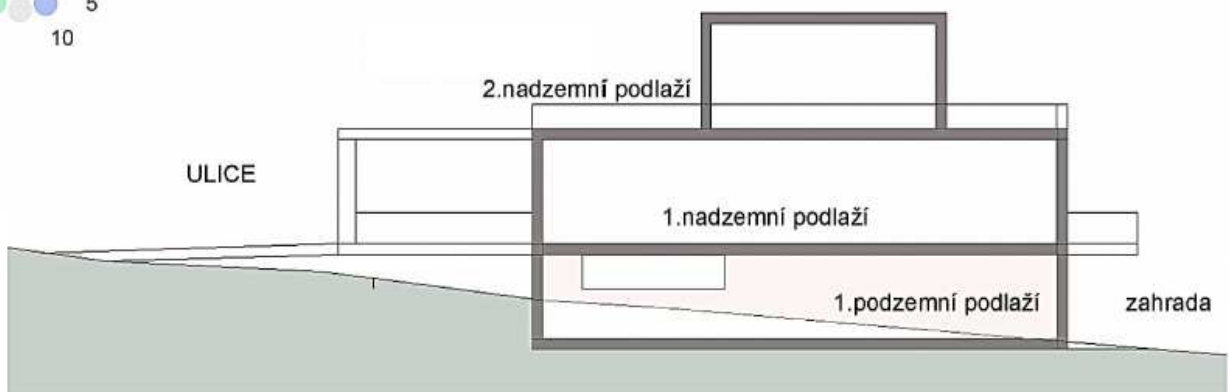 5
10
2.nadzemní podlaží
ULICE
1.nadzemní podlaží
1.podzemní podlaží
zahrada